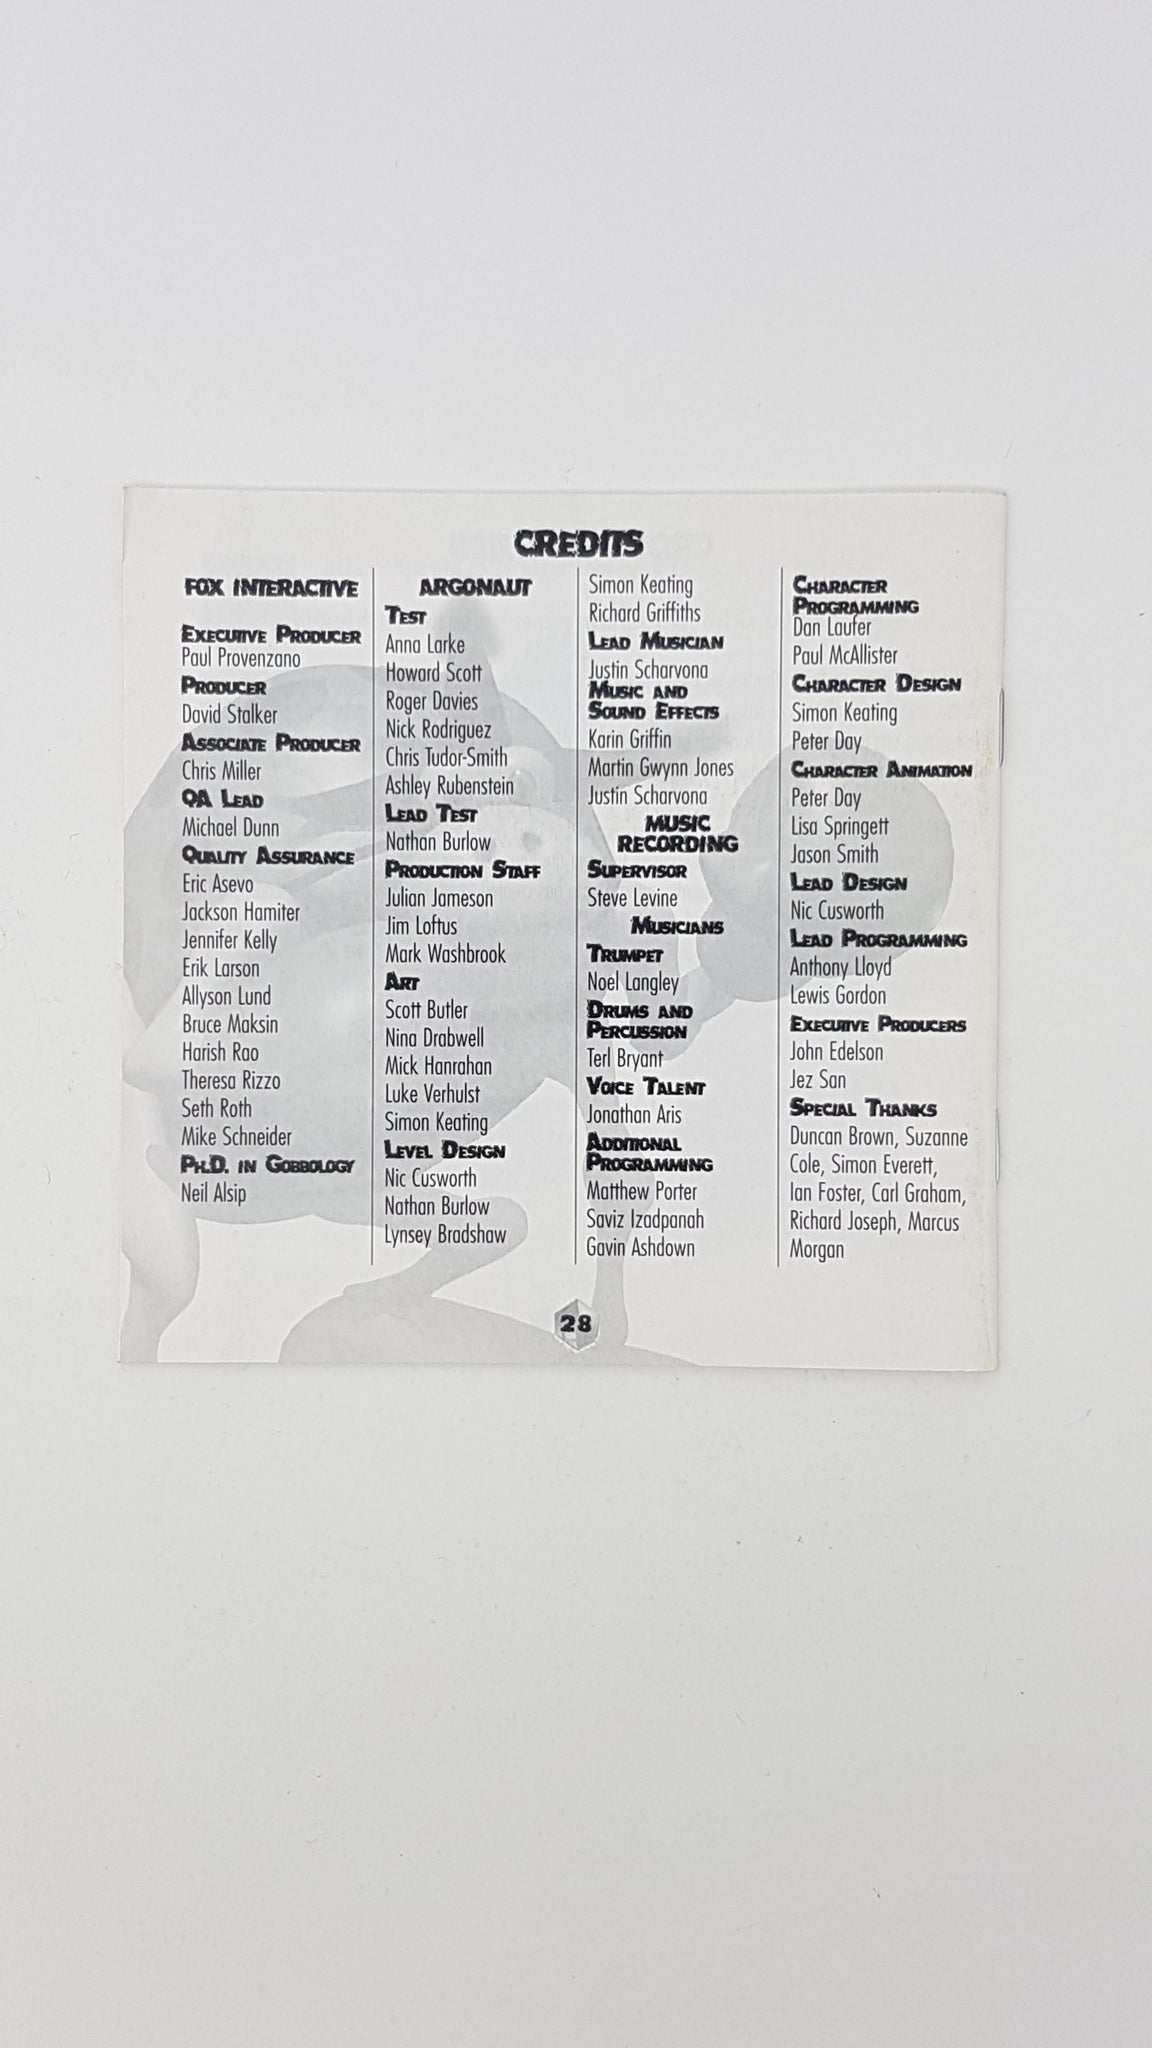 CREDITS
FOX INTERACTIVE
EXECUTIVE PRODUCER
Paul Provenzano
PRODUCER
David Stalker
ASSOCIATE PRODUCER
Chris Miller
QA LEAD
Michael Dunn
QUALITY ASSURANCE
Eric Asevo
Jackson Hamiter
Jennifer Kelly
Erik Larson
Allyson Lund
Bruce Maksin
Harish Rao
Theresa Rizzo
Seth Roth
Mike Schneider
PH.D. IN GOBBOLOGY
Neil Alsip
ARGONAUT
TEST
Anna Larke
Howard Scott
Roger Davies
Nick Rodriguez
Chris Tudor-Smith
Ashley Rubenstein
LEAD TEST
Nathan Burlow
PRODUCTION STAFF
Julian Jameson
Jim Loftus
Mark Washbrook
ART
Scott Butler
Nina Drabwell
Mick Hanrahan
Luke Verhulst
Simon Keating
LEVEL DESIGN
Nic Cusworth
Nathan Burlow
Lynsey Bradshaw
Simon Keating
Richard Griffiths
LEAD MUSICIAN
Justin Scharvona
MUSIC AND
SOUND EFFECTS
Karin Griffin
Martin Gwynn Jones
Justin Scharvona
MUSIC
RECORDING
SUPERVISOR
Steve Levine
MUSICIANS
TRUMPET
Noel Langley
DRUMS AND
PERCUSSION
Terl Bryant
VOICE TALENT
Jonathan Aris
ADDITIONAL
PROGRAMMING
Matthew Porter
Saviz Izadpanah
Gavin Ashdown
CHARACTER
PROGRAMMING
Dan Laufer
Paul McAllister
CHARACTER DESIGN
Simon Keating
Peter Day
CHARACTER ANIMATION
Peter Day
Lisa Springett
Jason Smith
LEAD DESIGN
Nic Cusworth
LEAD PROGRAMMING
Anthony Lloyd
Lewis Gordon
EXECUTIVE PRODUCERS
John Edelson
Jez San
SPECIAL THANKS
Duncan Brown, Suzanne
Cole, Simon Everett,
Ian Foster, Carl Graham,
Richard Joseph, Marcus
Morgan
28